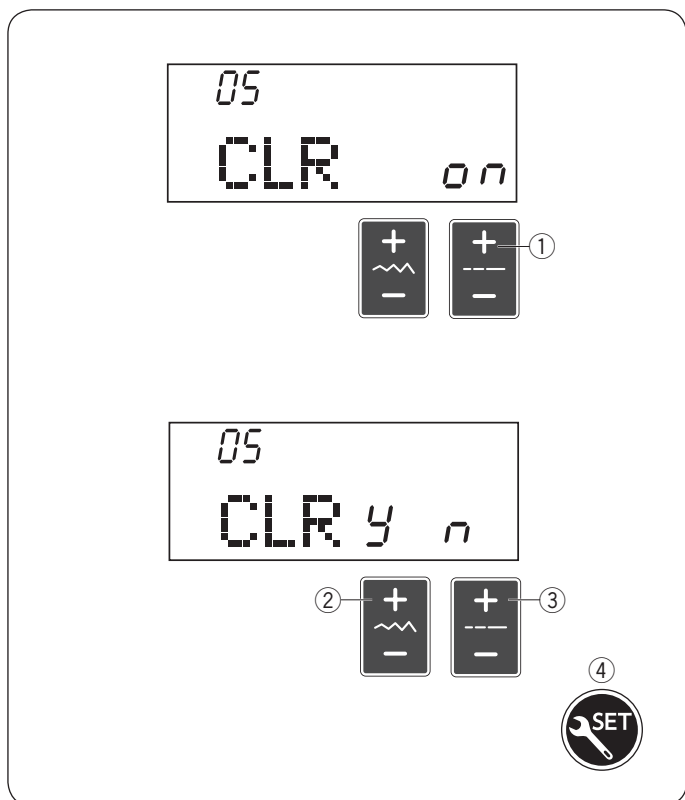 05
CLR on
+ +
- -
①
05
CLR y n
② + + ③
- -
④
SET